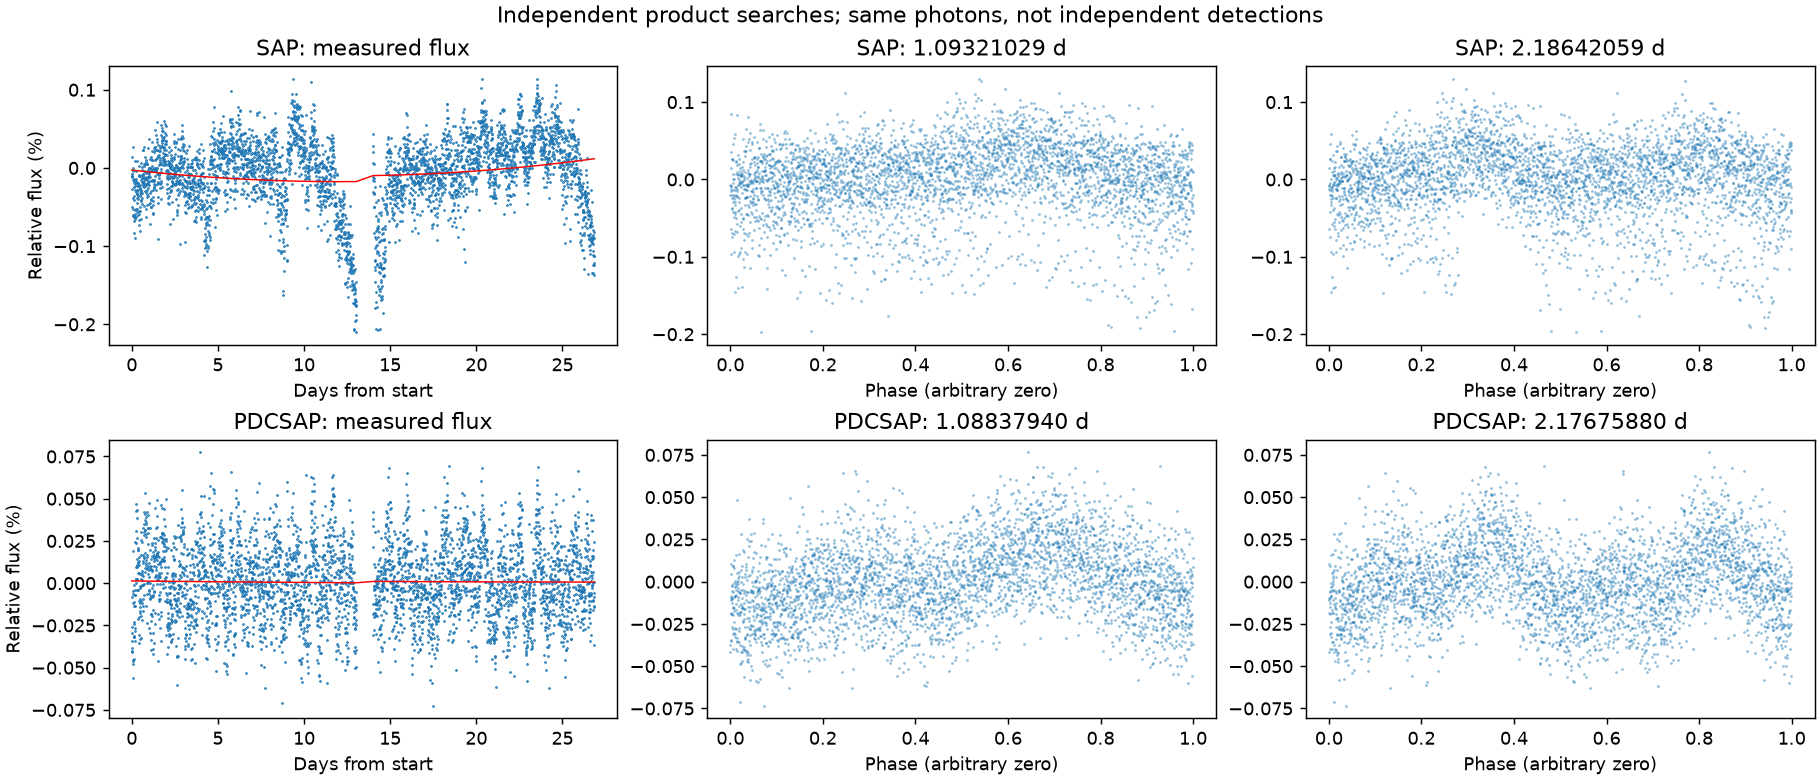 Independent product searches; same photons, not independent detections
SAP: measured flux
SAP: 1.09321029 d
SAP: 2.18642059 d
Relative flux (%)
0.1
0.0
−0.1
−0.2
0.1
0.0
−0.1
−0.2
0.1
0.0
−0.1
−0.2
0 5 10 15 20 25
0.0 0.2 0.4 0.6 0.8 1.0
0.0 0.2 0.4 0.6 0.8 1.0
Days from start
Phase (arbitrary zero)
Phase (arbitrary zero)
PDCSAP: measured flux
PDCSAP: 1.08837940 d
PDCSAP: 2.17675880 d
Relative flux (%)
0.075
0.050
0.025
0.000
−0.025
−0.050
−0.075
0.075
0.050
0.025
0.000
−0.025
−0.050
−0.075
0.075
0.050
0.025
0.000
−0.025
−0.050
−0.075
0 5 10 15 20 25
0.0 0.2 0.4 0.6 0.8 1.0
0.0 0.2 0.4 0.6 0.8 1.0
Days from start
Phase (arbitrary zero)
Phase (arbitrary zero)